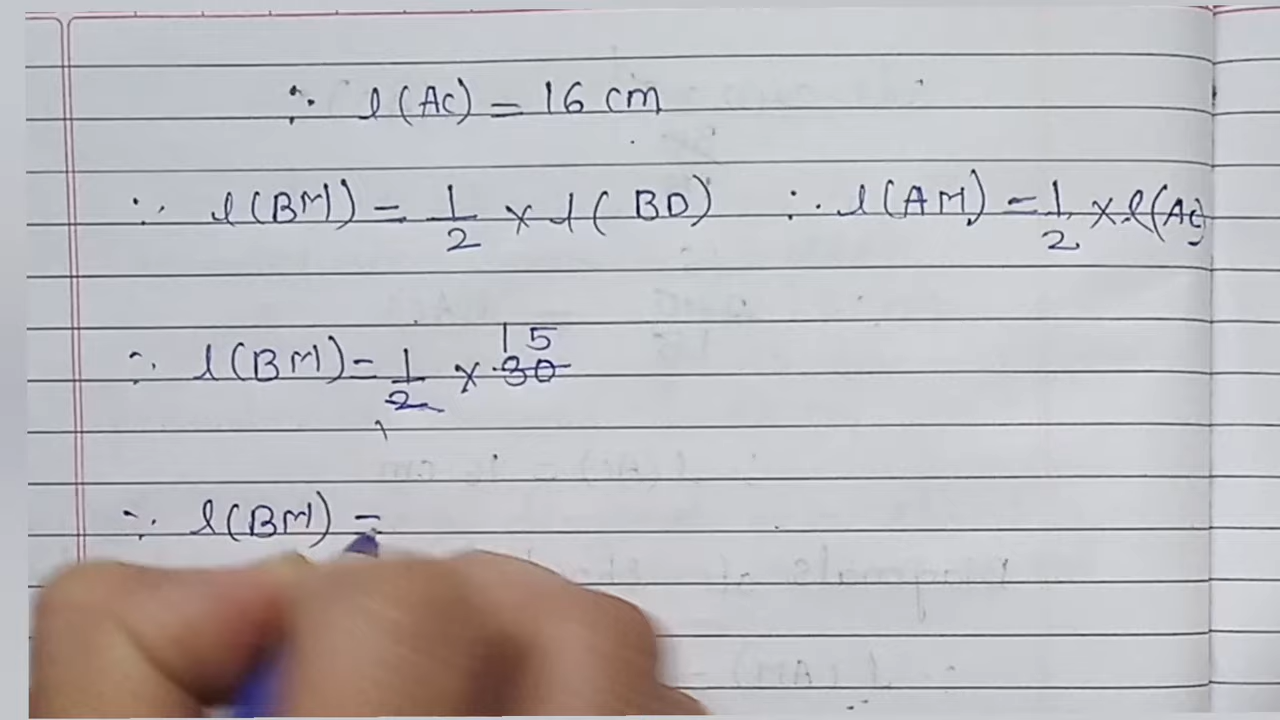 ∴ l(AC) = 16 cm
∴ l(BM) = 1/2 × l(BD) ∴ l(AM) = 1/2 × l(AC)
∴ l(BM) = 1/2 × 30 15
∴ l(BM) =